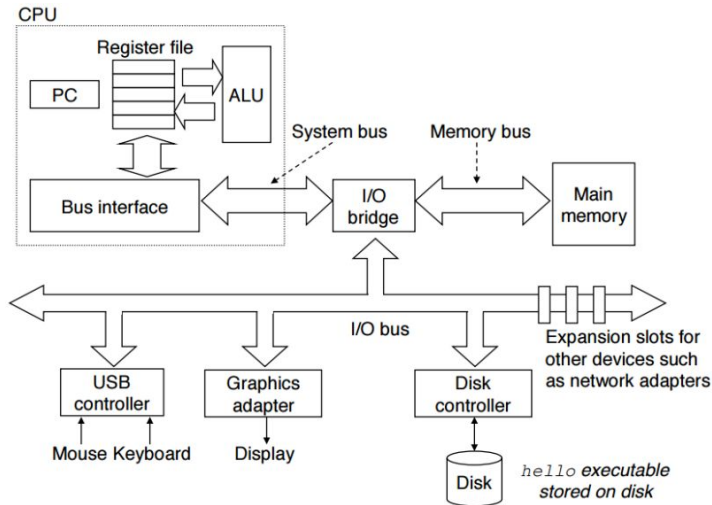 CPU
Register file
PC
ALU
System bus
Memory bus
Bus interface
I/O
bridge
Main
memory
I/O bus
Expansion slots for
other devices such
as network adapters
USB
controller
Graphics
adapter
Disk
controller
Mouse Keyboard
Display
Disk
hello executable
stored on disk